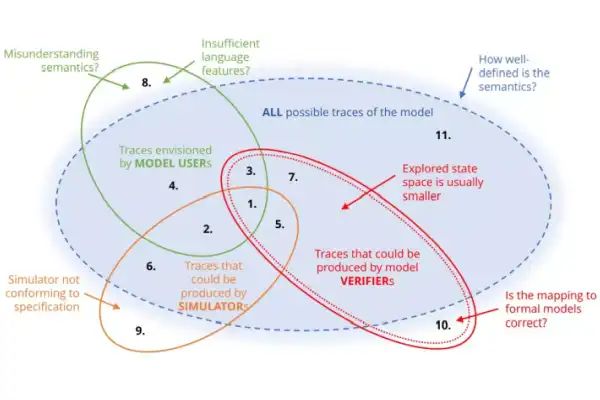 Misunderstanding
semantics?
Insufficient
language
features?
How well-
defined is the
semantics?
8.
ALL possible traces of the model
11.
Traces envisioned
by MODEL USERs
3.
7.
Explored state
space is usually
smaller
4.
1.
2.
5.
Traces that could be
produced by model
VERIFIERs
6.
Traces that
could be
produced by
SIMULATORs
Simulator not
conforming to
specification
9.
10.
Is the mapping to
formal models
correct?